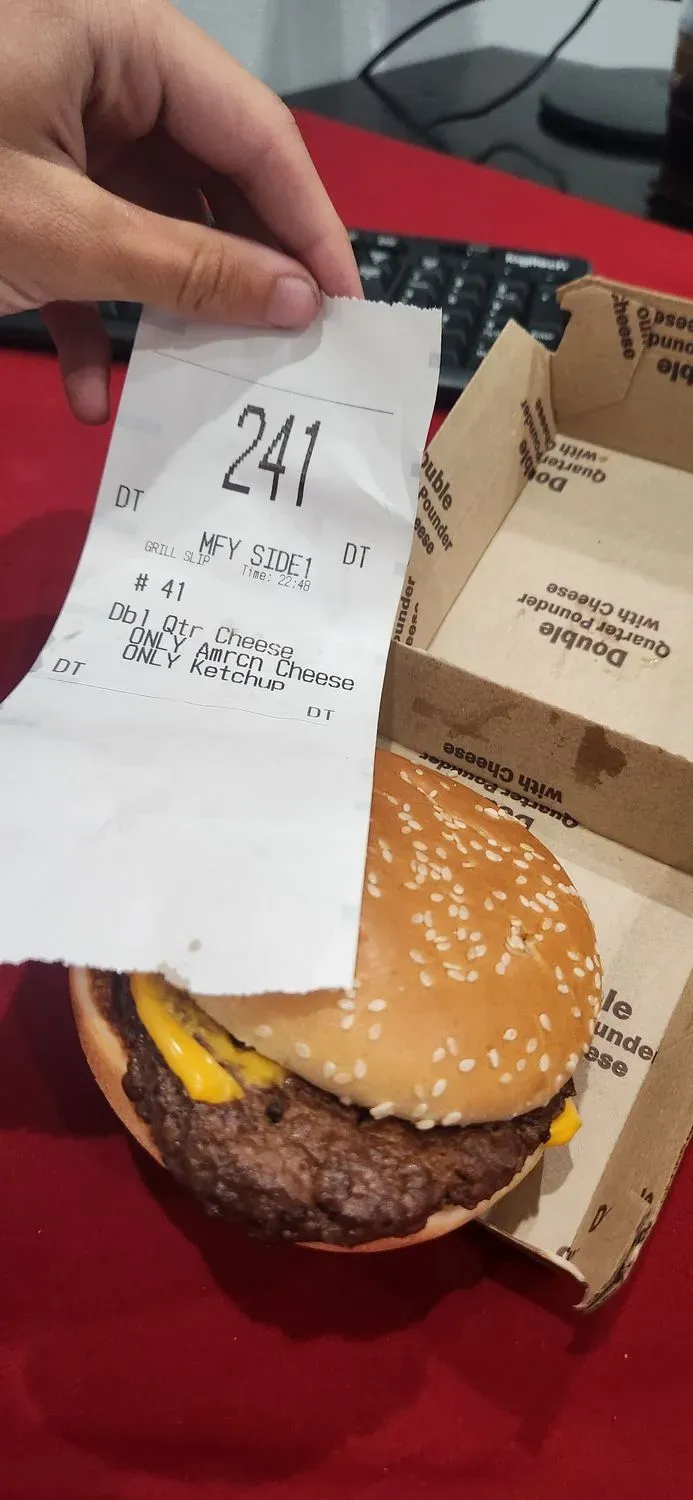 241
DT
DT
MFY SIDE1
GRILL SLIP
Time: 22:48
# 41
Dbl Qtr Cheese
ONLY Amrcn Cheese
ONLY Ketchup
DT
DT
Double
Quarter Pounder
with Cheese
Quarter Pounder
with Cheese